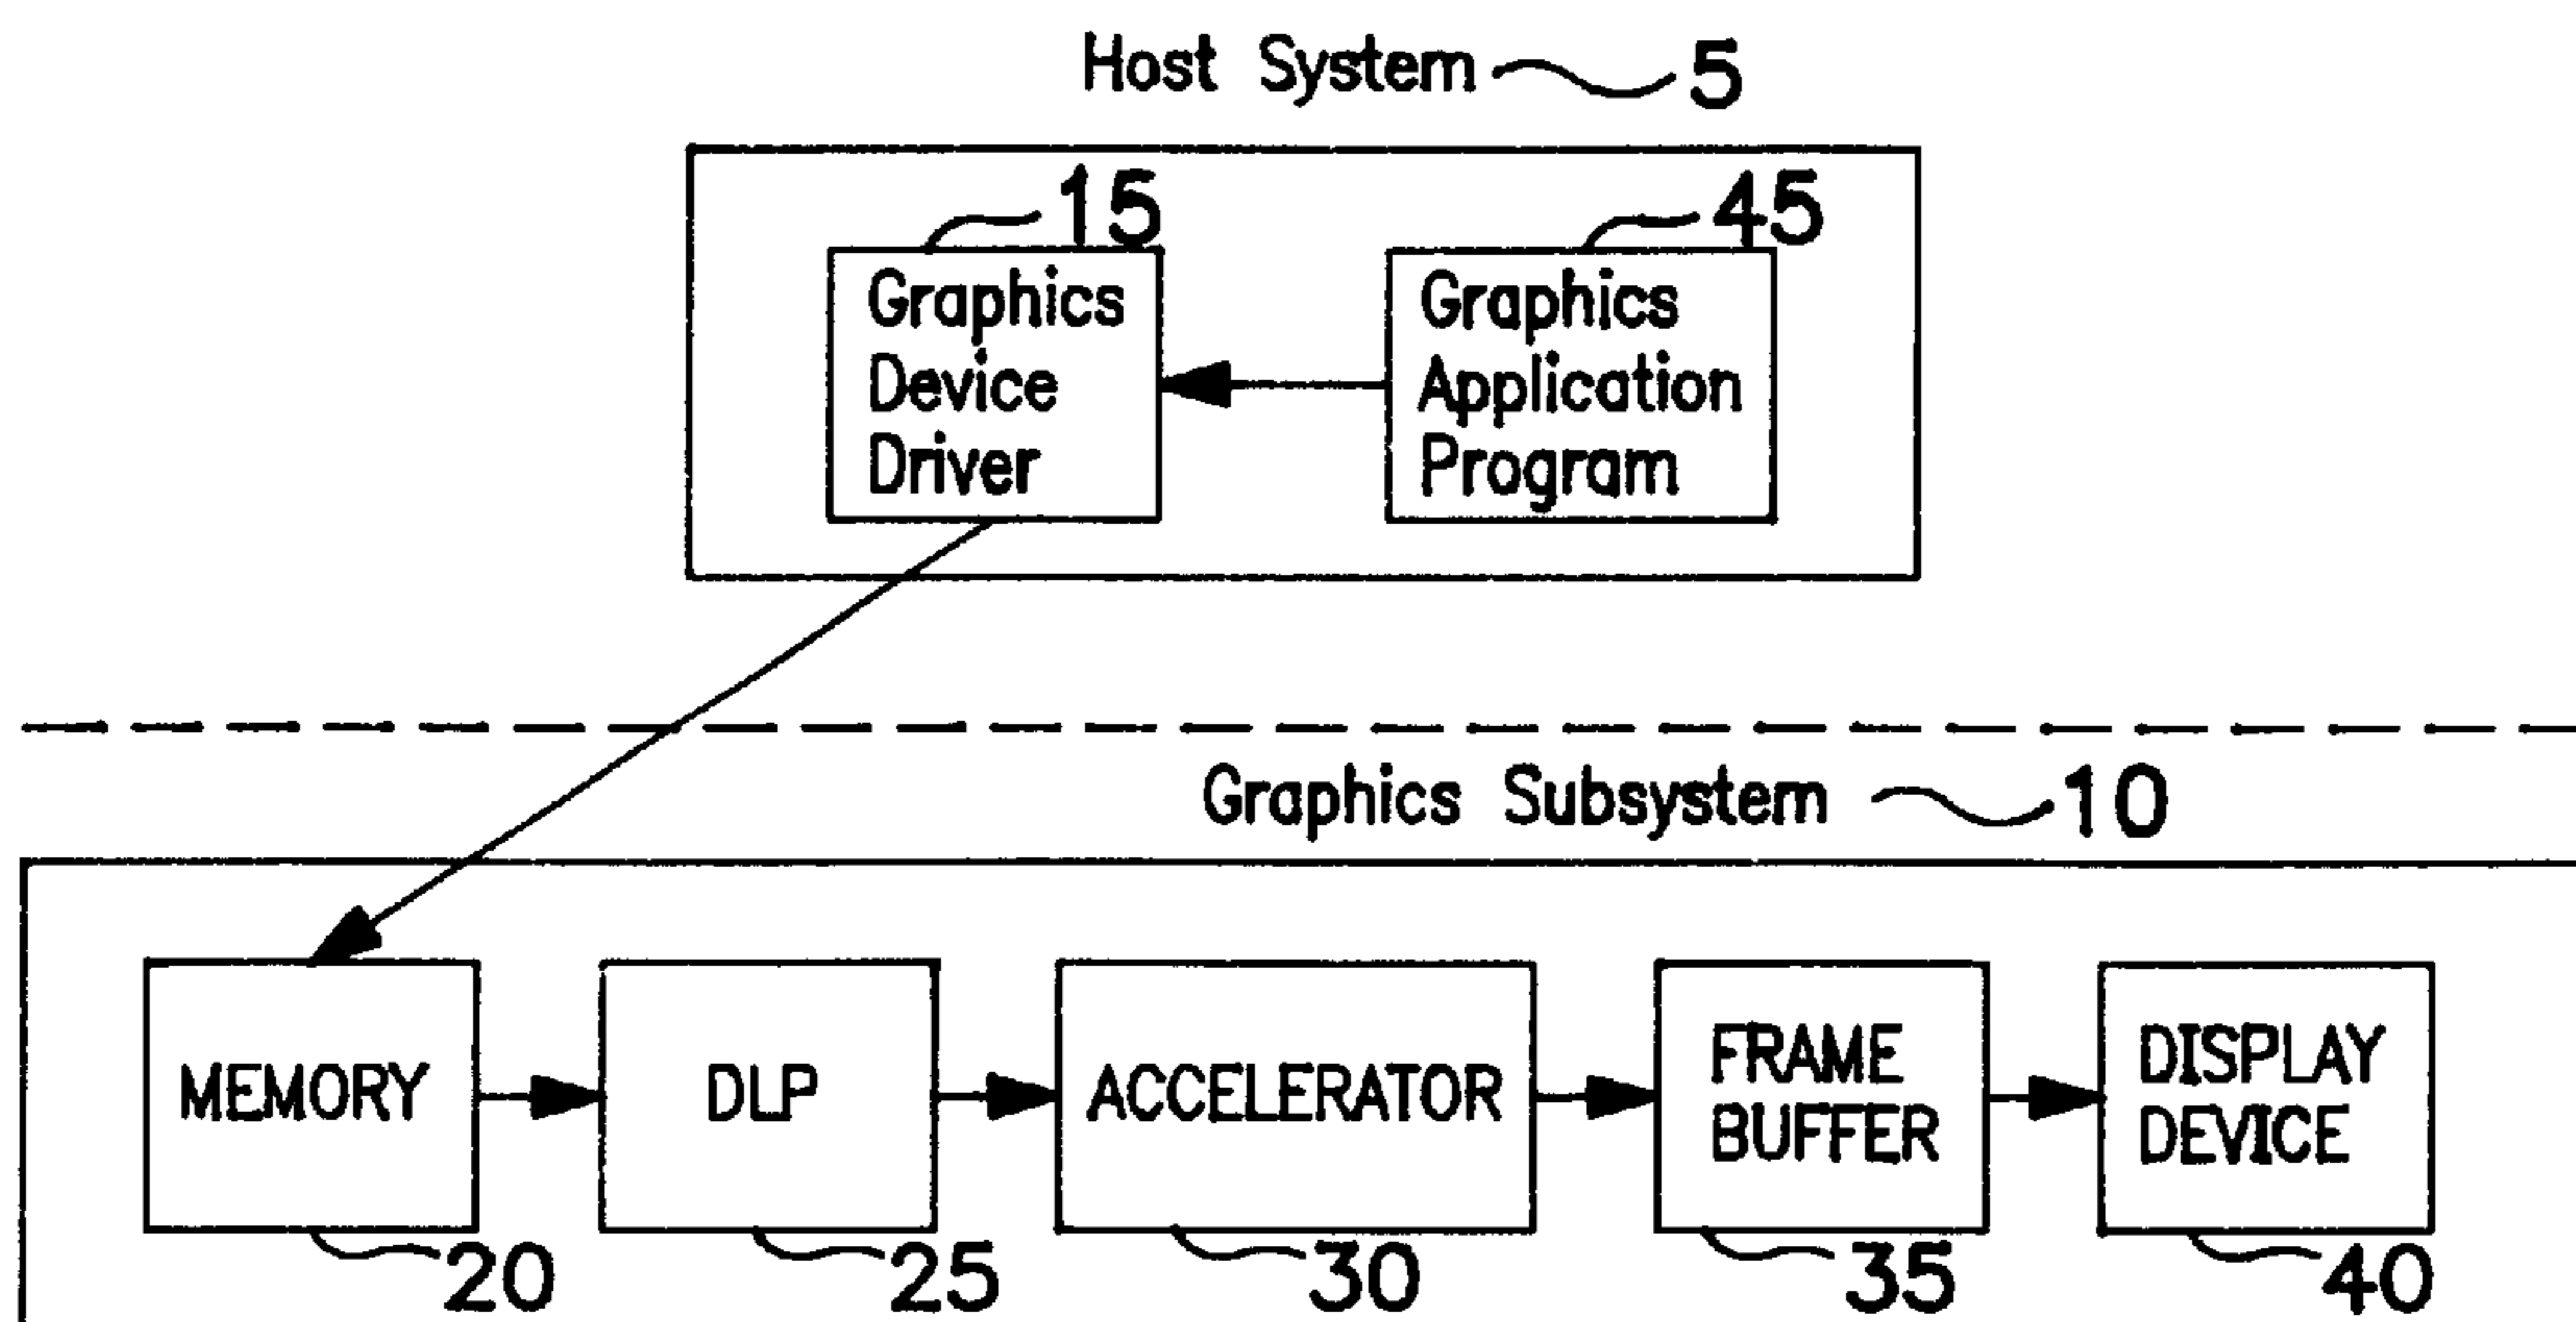 Host System 5
15
Graphics
Device
Driver
45
Graphics
Application
Program
Graphics Subsystem 10
MEMORY
20
DLP
25
ACCELERATOR
30
FRAME
BUFFER
35
DISPLAY
DEVICE
40